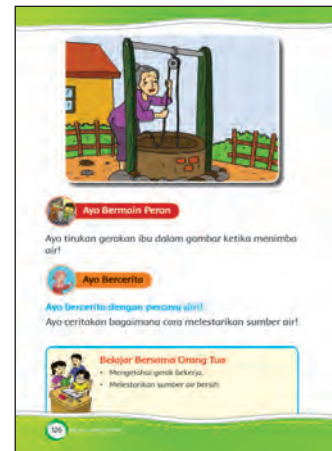 Ayo Bermain Peran
Ayo tirukan gerakan ibu dalam gambar ketika menimba
air!
Ayo Bercerita
Ayo bercerita dengan percaya diri!
Ayo ceritakan bagaimana cara melestarikan sumber air!
Belajar Bersama Orang Tua
• Mengetahui gerak bekerja.
• Melestarikan sumber air bersih.
126